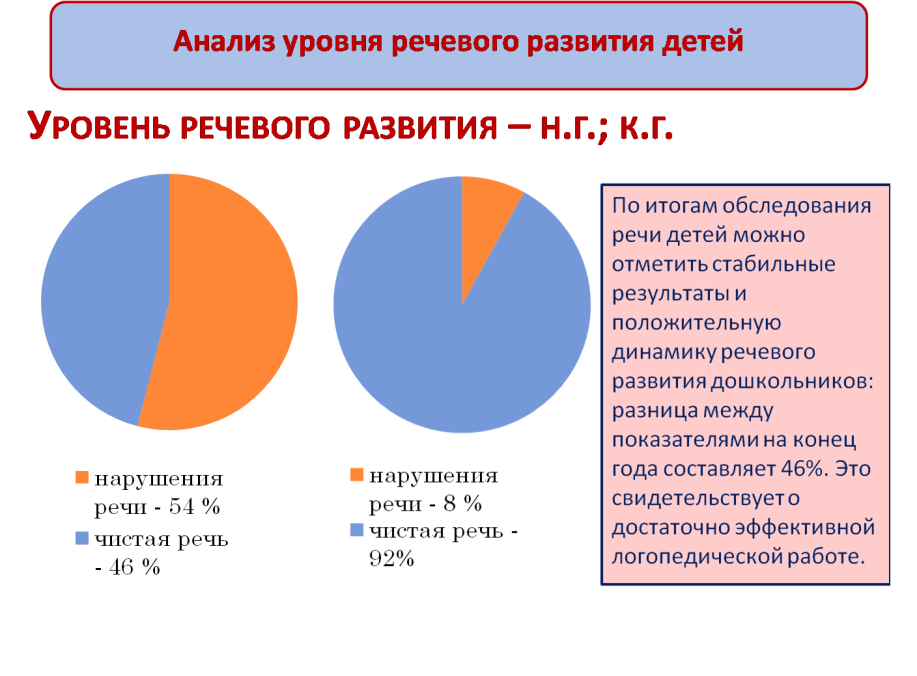 Анализ уровня речевого развития детей
Уровень речевого развития – н.г.; к.г.
нарушения
речи - 54 %
чистая речь
- 46 %
нарушения
речи - 8 %
чистая речь -
92%
По итогам обследования
речи детей можно
отметить стабильные
результаты и
положительную
динамику речевого
развития дошкольников:
разница между
показателями на конец
года составляет 46%. Это
свидетельствует о
достаточно эффективной
логопедической работе.